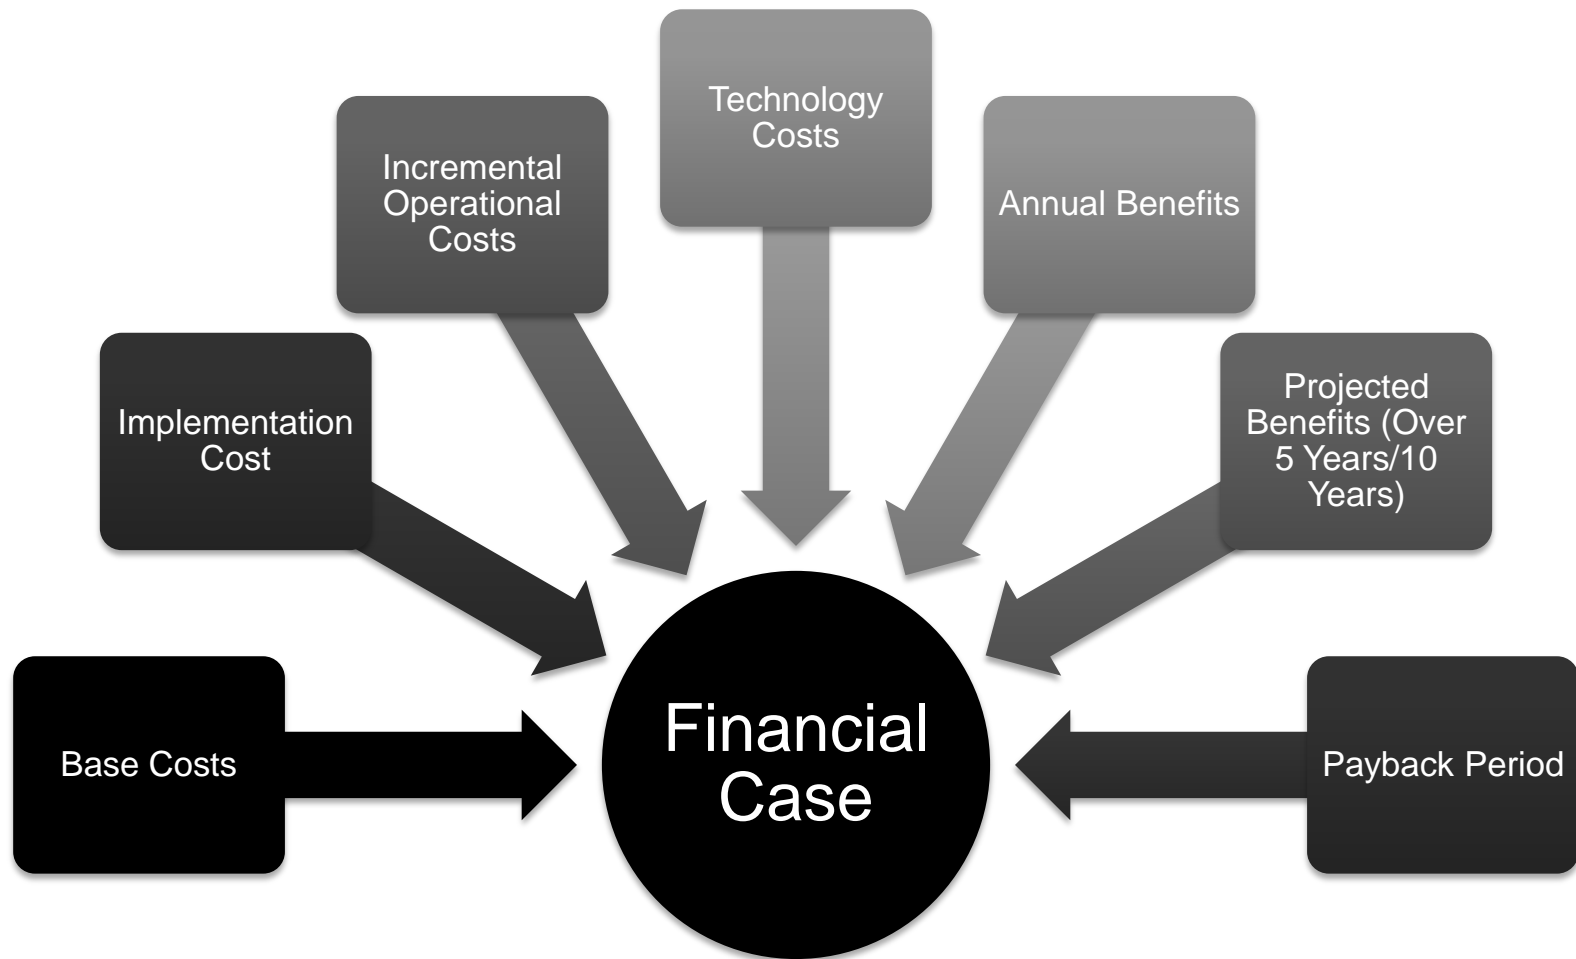 Technology
Costs
Incremental
Operational
Costs
Annual Benefits
Implementation
Cost
Projected
Benefits (Over
5 Years/10
Years)
Base Costs
Financial
Case
Payback Period